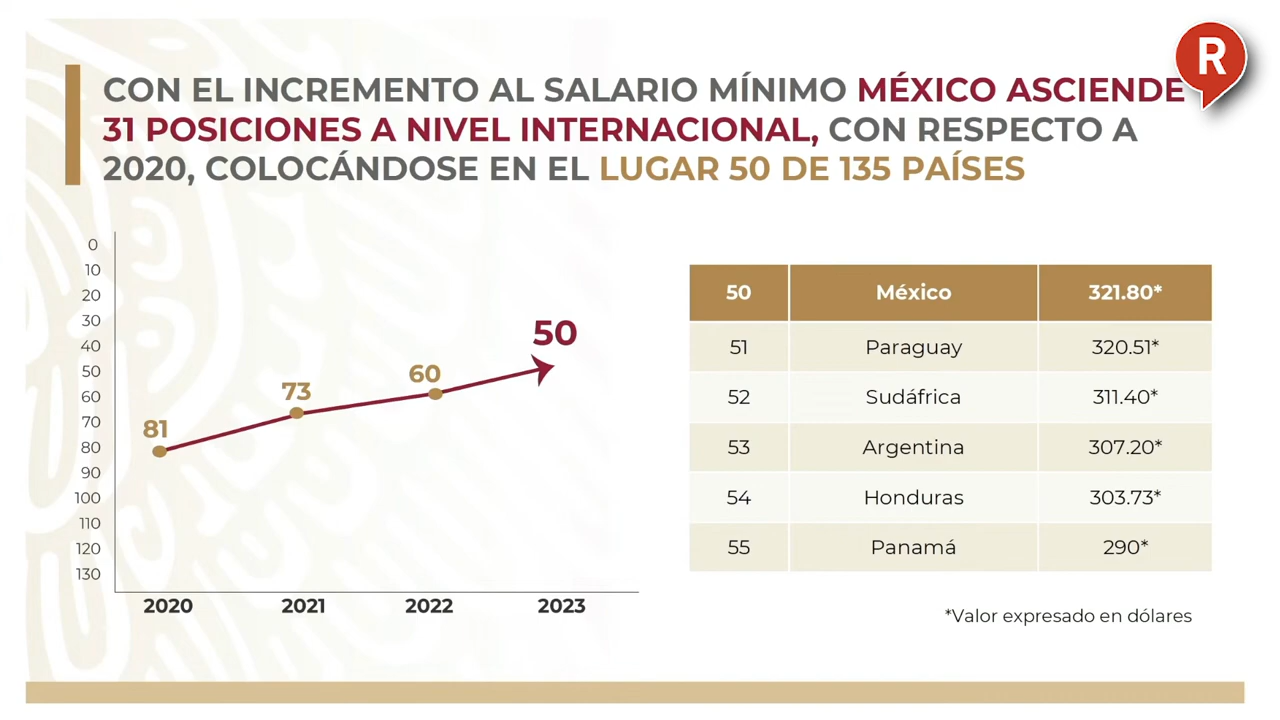 R
CON EL INCREMENTO AL SALARIO MÍNIMO MÉXICO ASCIENDE
31 POSICIONES A NIVEL INTERNACIONAL, CON RESPECTO A
2020, COLOCÁNDOSE EN EL LUGAR 50 DE 135 PAÍSES
0
10
20
30
40
50
60
70
80
90
100
110
120
130
81
73
60
50
2020 2021 2022 2023
50 México 321.80*
51 Paraguay 320.51*
52 Sudáfrica 311.40*
53 Argentina 307.20*
54 Honduras 303.73*
55 Panamá 290*
*Valor expresado en dólares